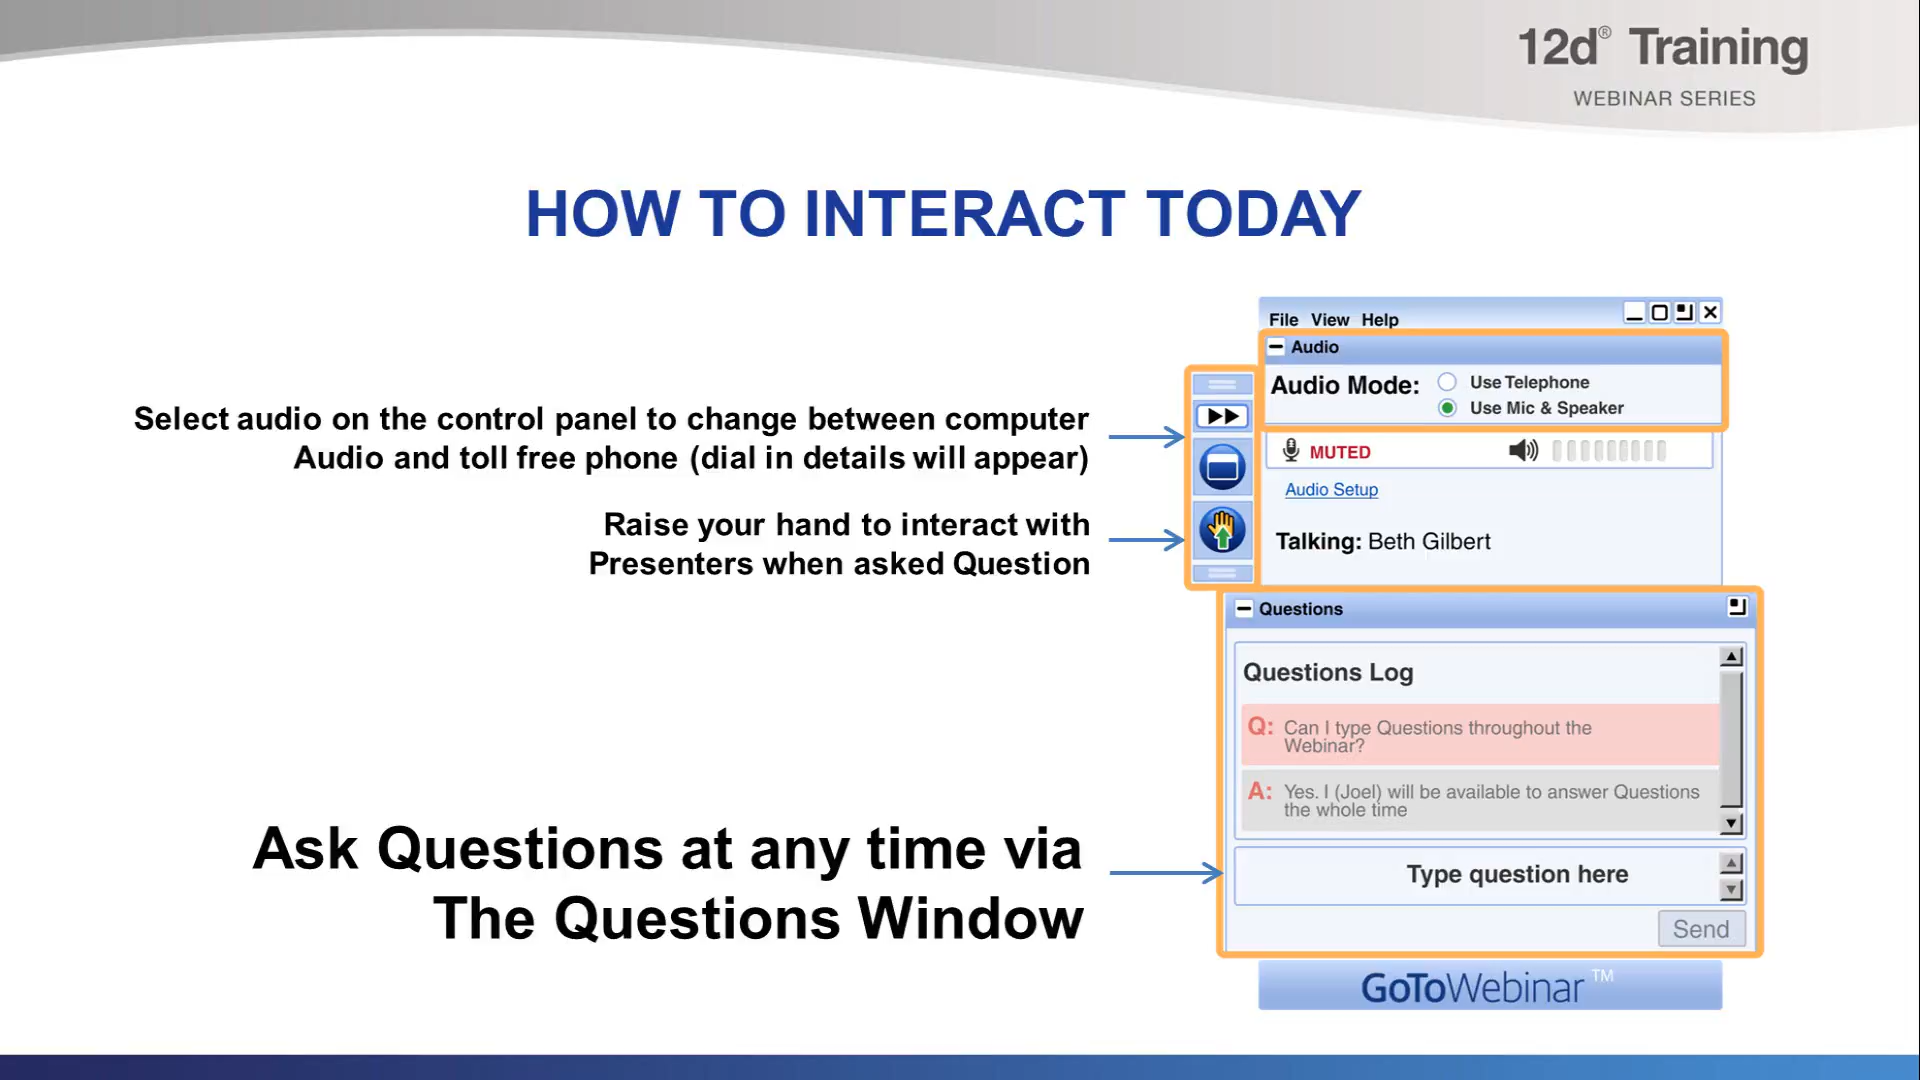 12d® Training
WEBINAR SERIES
HOW TO INTERACT TODAY
Select audio on the control panel to change between computer
Audio and toll free phone (dial in details will appear)
Raise your hand to interact with
Presenters when asked Question
Ask Questions at any time via
The Questions Window
File View Help
Audio
Audio Mode:
Use Telephone
Use Mic & Speaker
MUTED
Audio Setup
Talking: Beth Gilbert
Questions
Questions Log
Q: Can I type Questions throughout the
Webinar?
A: Yes. I (Joel) will be available to answer Questions
the whole time
Type question here
Send
GoToWebinar™